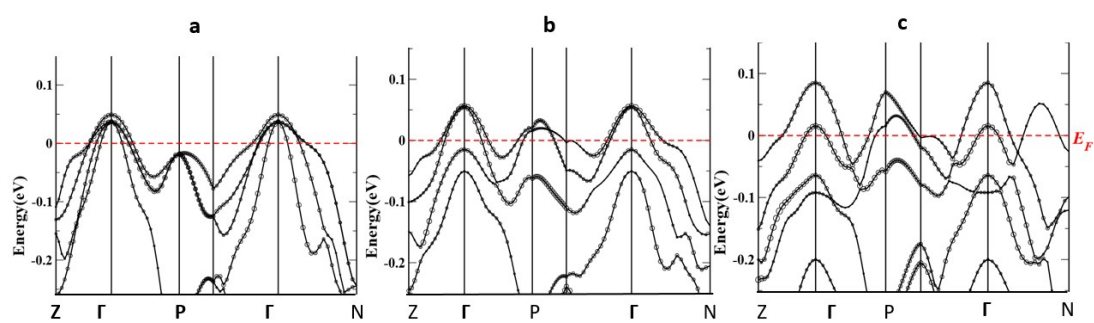 a
Energy(eV)
0.1
0
-0.1
-0.2
Z Γ P Γ N
b
Energy(eV)
0.1
0
-0.1
-0.2
Z Γ P Γ N
c
Energy(eV)
0.1
0
-0.1
-0.2
Z Γ P Γ N
E_F